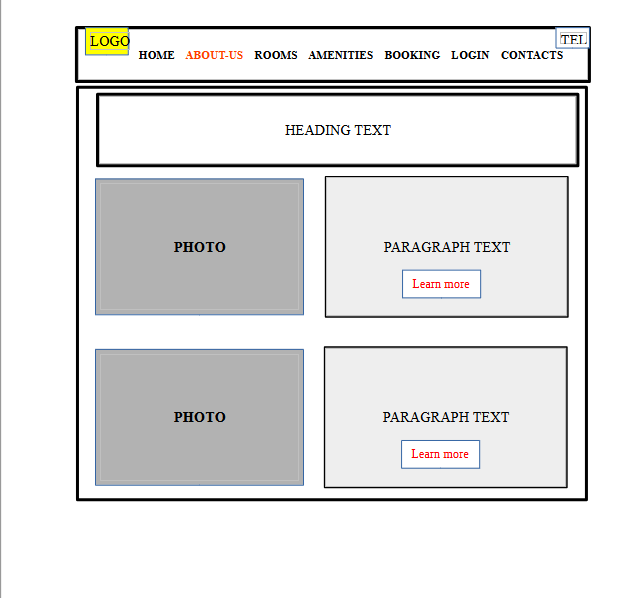 LOGO
TEL
HOME ABOUT-US ROOMS AMENITIES BOOKING LOGIN CONTACTS
HEADING TEXT
PHOTO
PARAGRAPH TEXT
Learn more
PHOTO
PARAGRAPH TEXT
Learn more